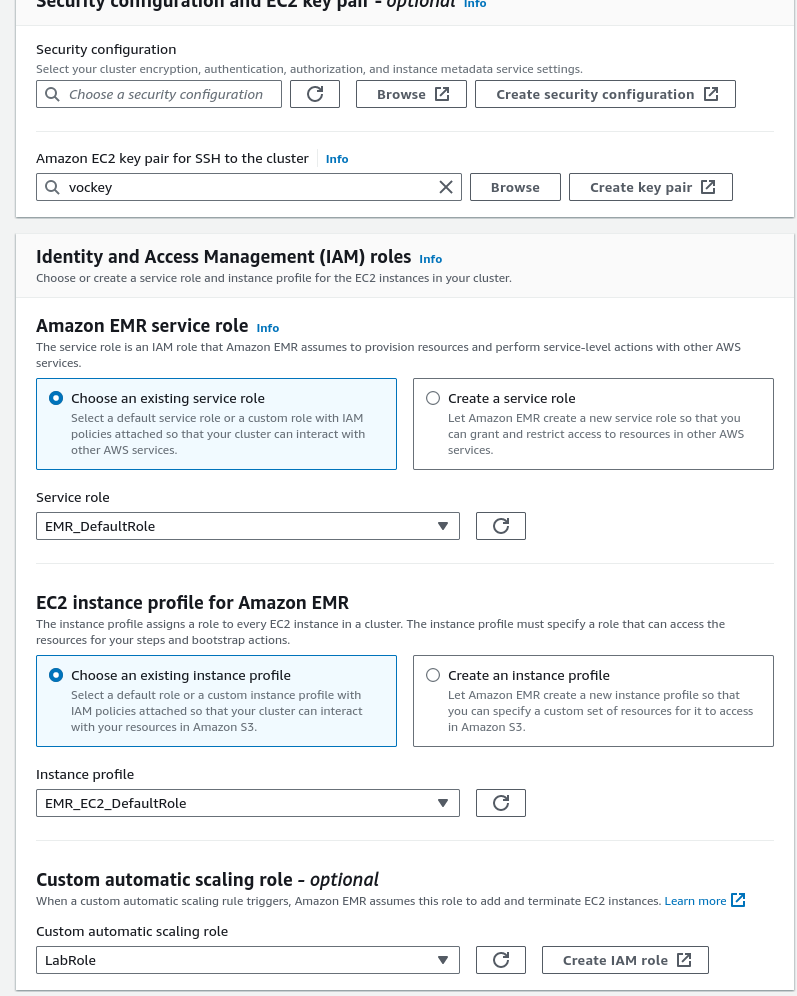 Security configuration and EC2 key pair - optional Info
Security configuration
Select your cluster encryption, authentication, authorization, and instance metadata service settings.
Choose a security configuration
Browse
Create security configuration
Amazon EC2 key pair for SSH to the cluster Info
vockey
Browse
Create key pair
Identity and Access Management (IAM) roles Info
Choose or create a service role and instance profile for the EC2 instances in your cluster.
Amazon EMR service role Info
The service role is an IAM role that Amazon EMR assumes to provision resources and perform service-level actions with other AWS
services.
Choose an existing service role
Select a default service role or a custom role with IAM
policies attached so that your cluster can interact with
other AWS services.
Create a service role
Let Amazon EMR create a new service role so that you
can grant and restrict access to resources in other AWS
services.
Service role
EMR_DefaultRole
EC2 instance profile for Amazon EMR
The instance profile assigns a role to every EC2 instance in a cluster. The instance profile must specify a role that can access the
resources for your steps and bootstrap actions.
Choose an existing instance profile
Select a default role or a custom instance profile with
IAM policies attached so that your cluster can interact
with your resources in Amazon S3.
Create an instance profile
Let Amazon EMR create a new instance profile so that
you can specify a custom set of resources for it to access
in Amazon S3.
Instance profile
EMR_EC2_DefaultRole
Custom automatic scaling role - optional
When a custom automatic scaling rule triggers, Amazon EMR assumes this role to add and terminate EC2 instances. Learn more
Custom automatic scaling role
LabRole
Create IAM role